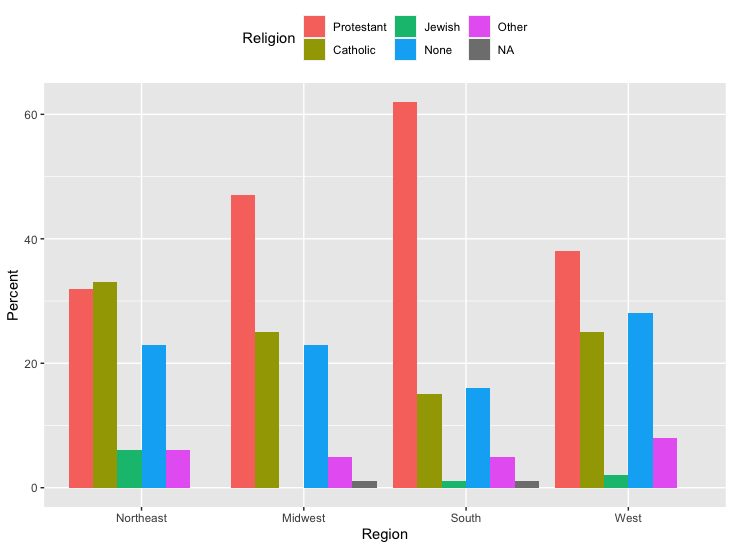 Religion
Protestant Jewish Other
Catholic None NA
60
40
20
0
Percent
Northeast Midwest South West
Region